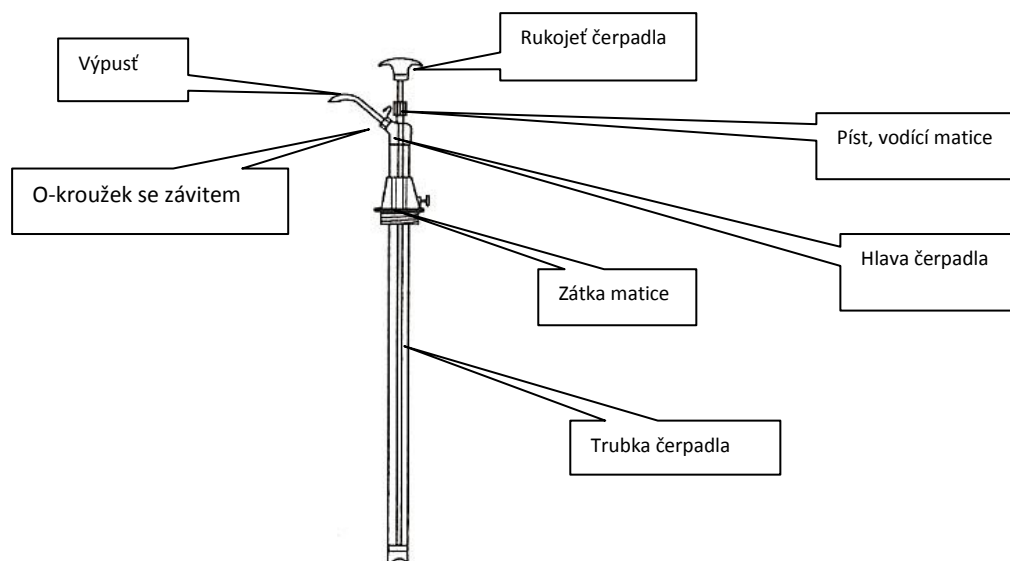 Rukojeť čerpadla
Výpusť
Píst, vodící matice
O-kroužek se závitem
Hlava čerpadla
Zátka matice
Trubka čerpadla